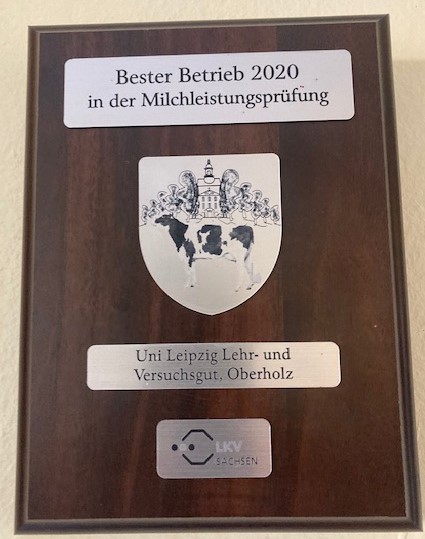 Bester Betrieb 2020
in der Milchleistungsprüfung
Uni Leipzig Lehr- und
Versuchsgut, Oberholz
LKV
SACHSEN